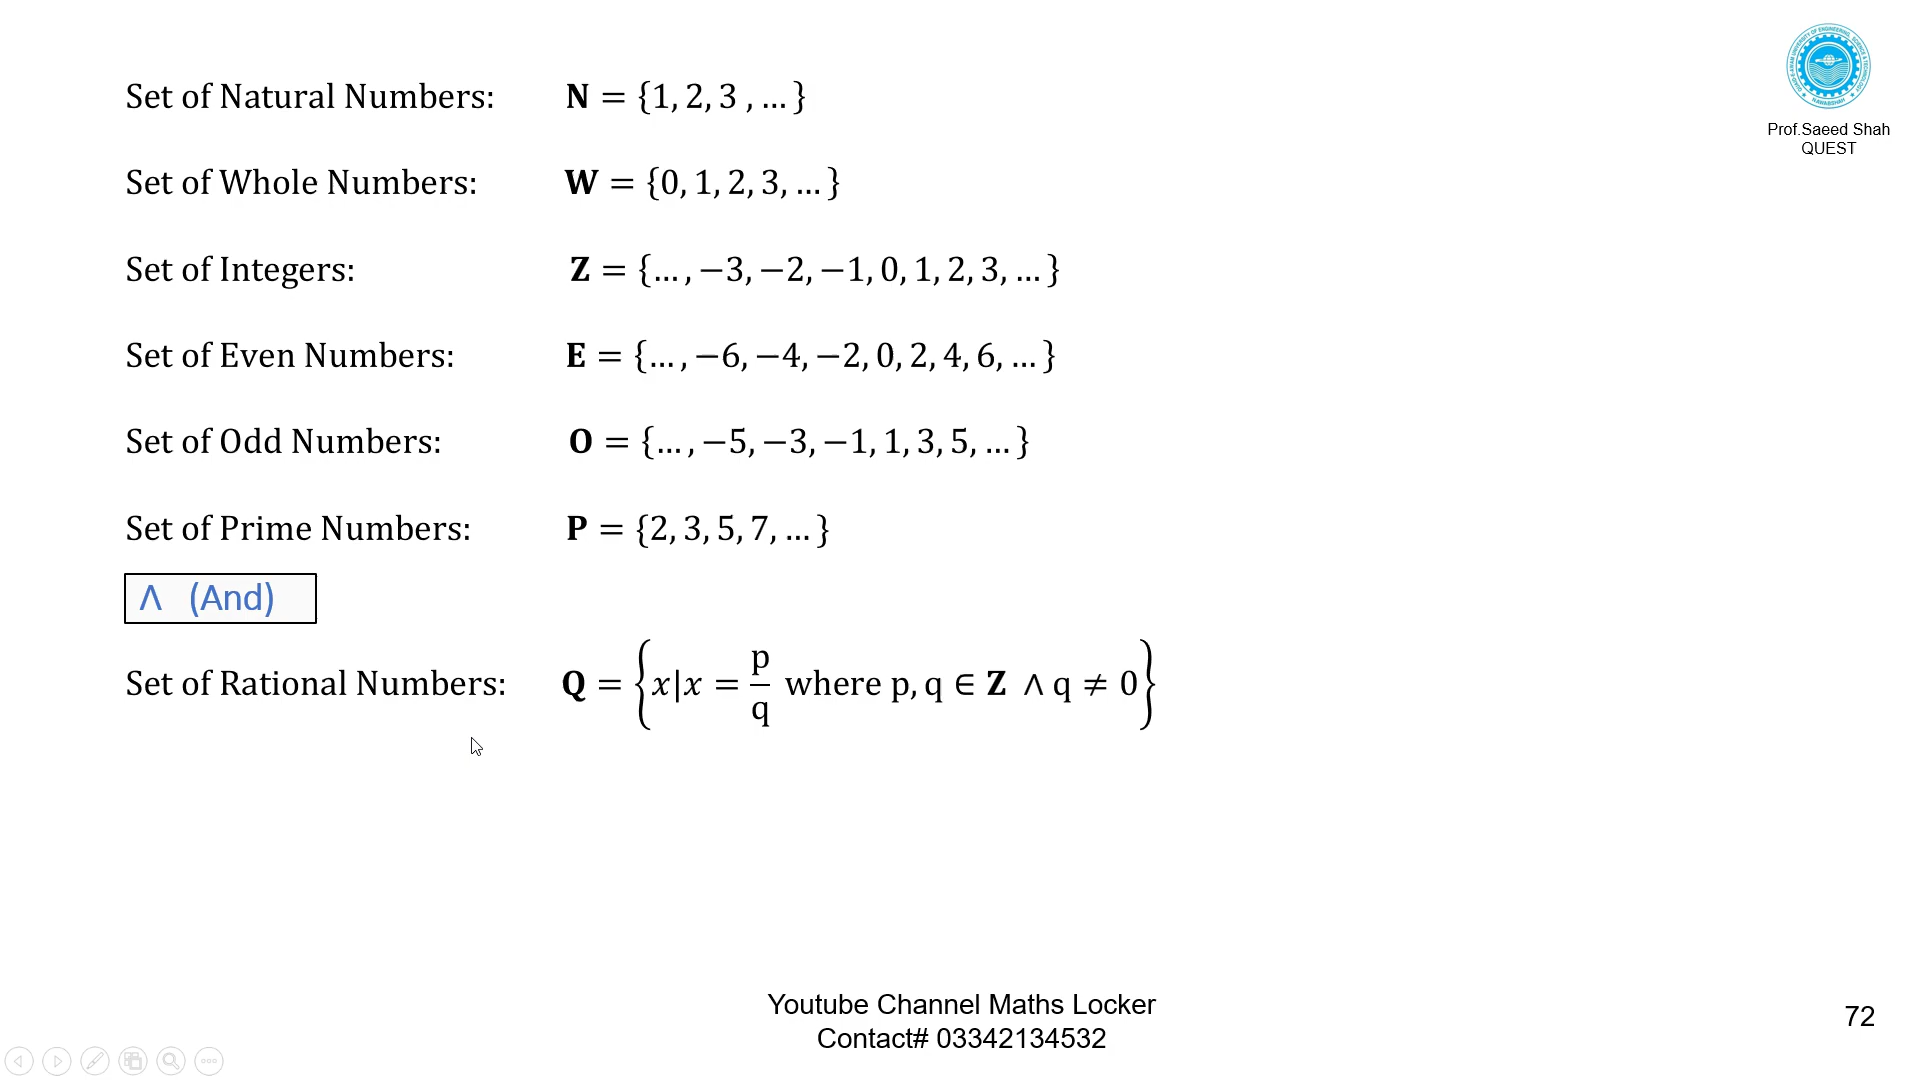 Prof.Saeed Shah
QUEST
Set of Natural Numbers: N = {1, 2, 3 , … }
Set of Whole Numbers: W = {0, 1, 2, 3, … }
Set of Integers: Z = {… , −3, −2, −1, 0, 1, 2, 3, … }
Set of Even Numbers: E = {… , −6, −4, −2, 0, 2, 4, 6, … }
Set of Odd Numbers: O = {… , −5, −3, −1, 1, 3, 5, … }
Set of Prime Numbers: P = {2, 3, 5, 7, … }
∧ (And)
Set of Rational Numbers: Q = {x|x = p/q where p, q ∈ Z ∧ q ≠ 0}
Youtube Channel Maths Locker
Contact# 03342134532
72